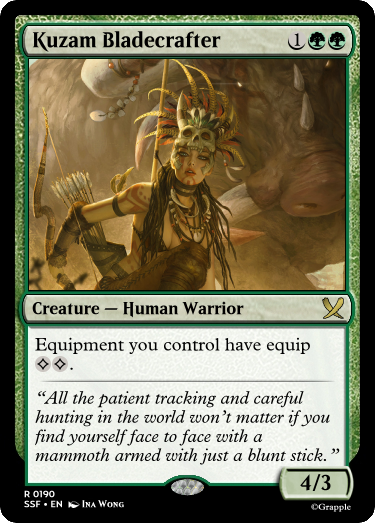 Kuzam Bladecrafter 1
Creature — Human Warrior
Equipment you control have equip
.
“All the patient tracking and careful
hunting in the world won’t matter if you
find yourself face to face with a
mammoth armed with just a blunt stick.”
4/3
R 0190
SSF • EN Ina Wong
©Grapple